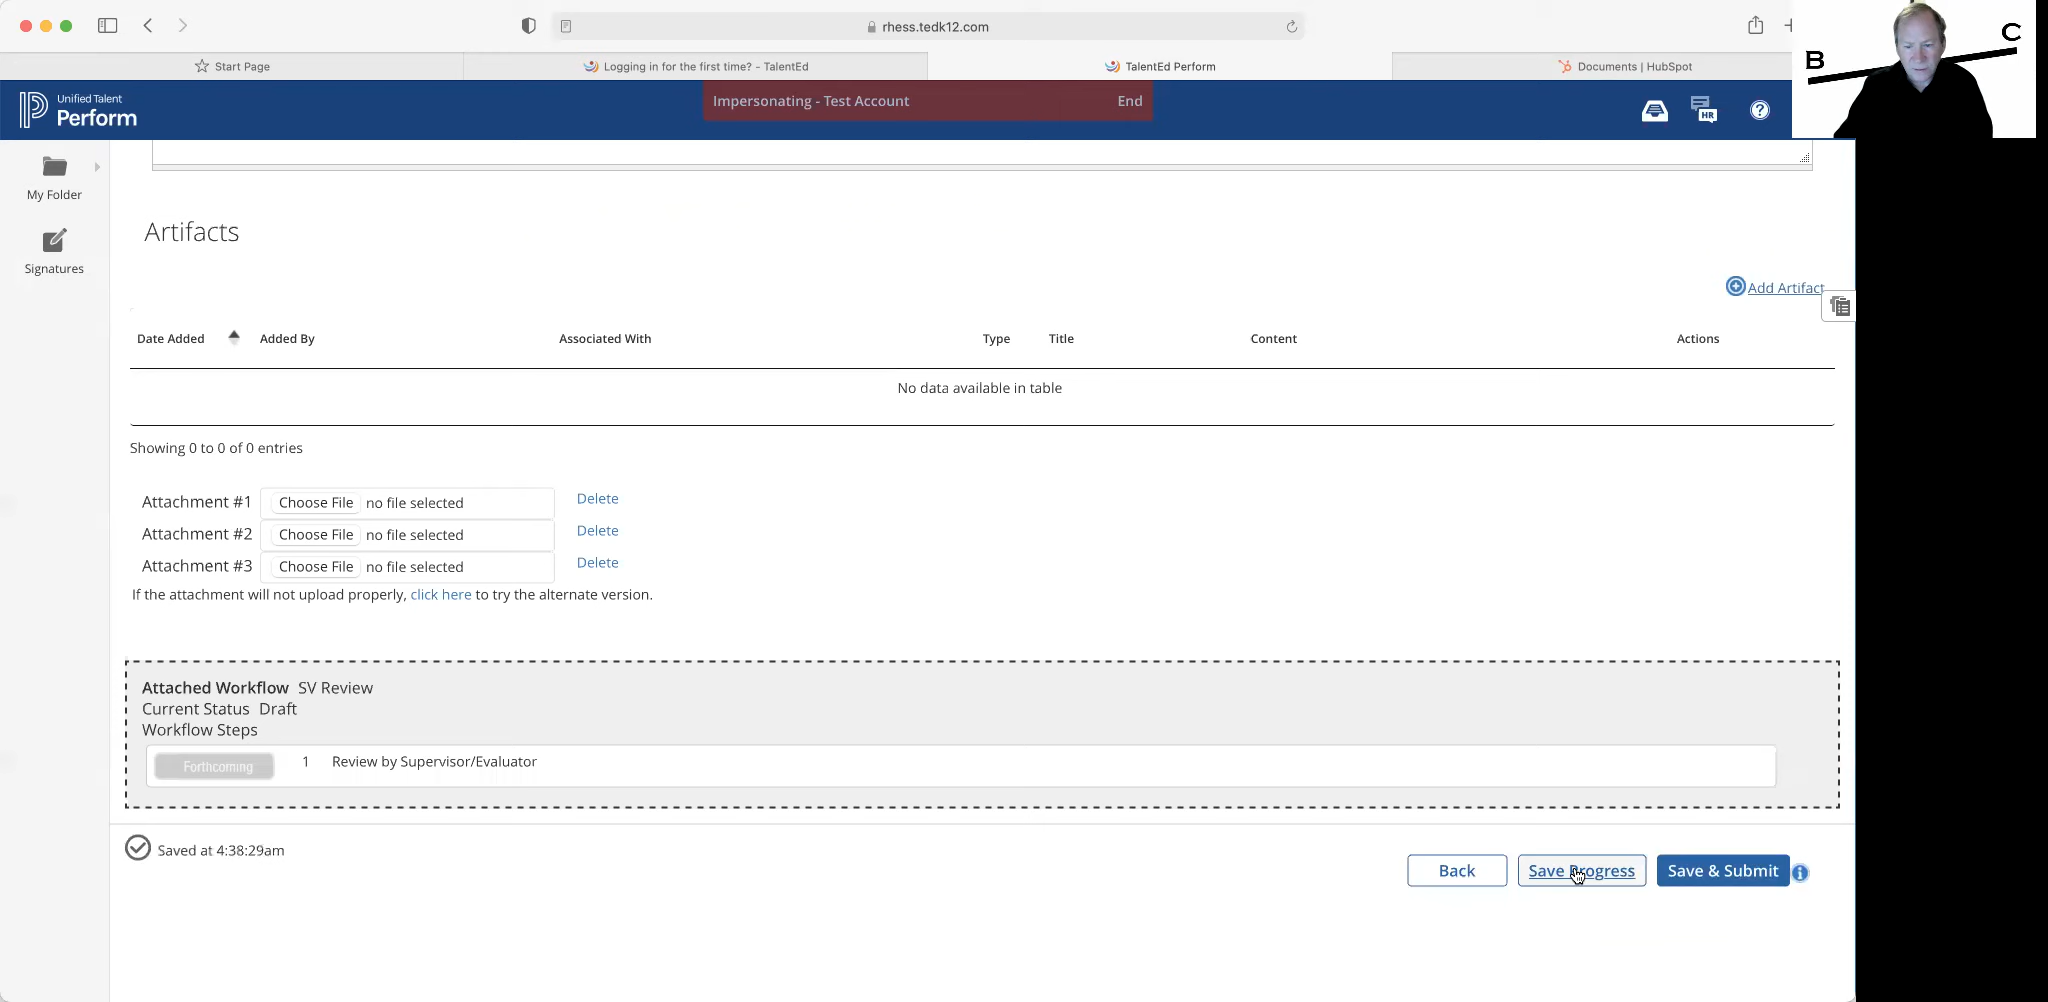 rhess.tedk12.com
Start Page
Logging in for the first time? - TalentEd
TalentEd Perform
Documents | HubSpot
B
C
Unified Talent
Perform
Impersonating - Test Account
End
HR
?
My Folder
Signatures
Artifacts
Add Artifact
Date Added
Added By
Associated With
Type
Title
Content
Actions
No data available in table
Showing 0 to 0 of 0 entries
Attachment #1 Choose File no file selected Delete
Attachment #2 Choose File no file selected Delete
Attachment #3 Choose File no file selected Delete
If the attachment will not upload properly, click here to try the alternate version.
Attached Workflow SV Review
Current Status Draft
Workflow Steps
Forthcoming 1 Review by Supervisor/Evaluator
Saved at 4:38:29am
Back
Save Progress
Save & Submit
i